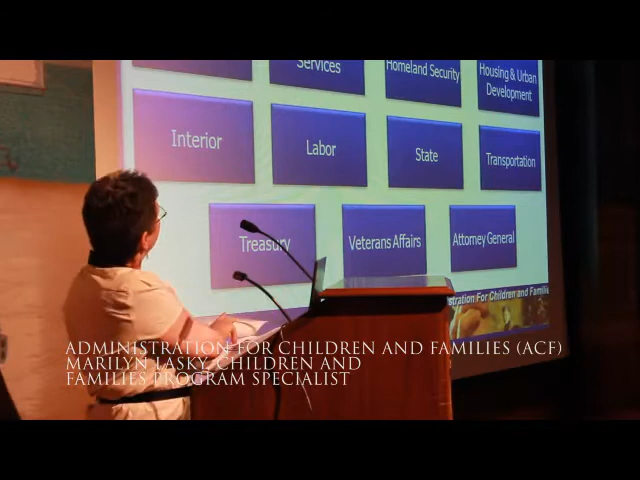 Services
Homeland Security
Housing & Urban
Development
Interior
Labor
State
Transportation
Treasury
Veterans Affairs
Attorney General
stration For Children and Familie
ADMINISTRATION FOR CHILDREN AND FAMILIES (ACF)
MARILYN LASKY, CHILDREN AND
FAMILIES PROGRAM SPECIALIST